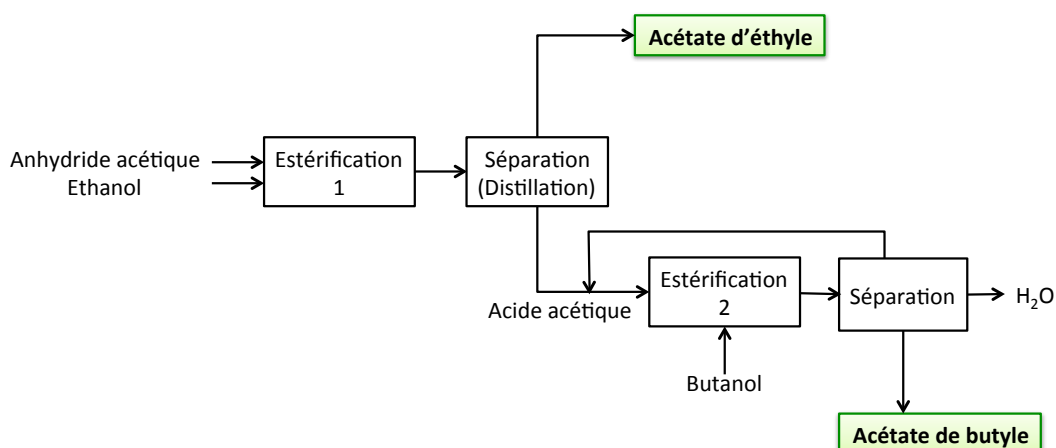 Acétate d’éthyle
Anhydride acétique
Ethanol
Estérification
1
Séparation
(Distillation)
Acide acétique
Estérification
2
Séparation
H₂O
Butanol
Acétate de butyle